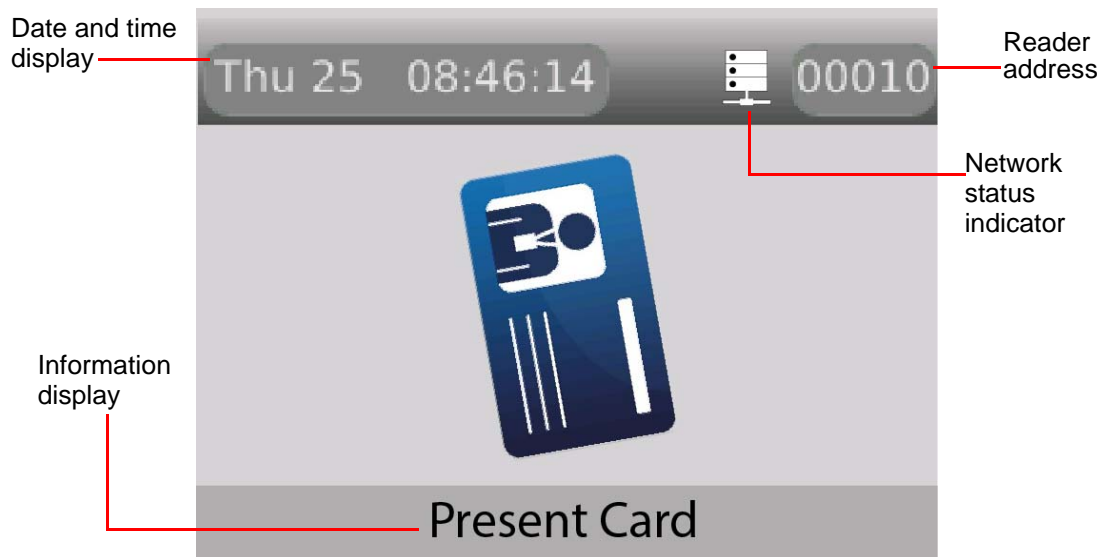 Date and time
display
Thu 25 08:46:14
00010
Reader
address
Network
status
indicator
Information
display
Present Card